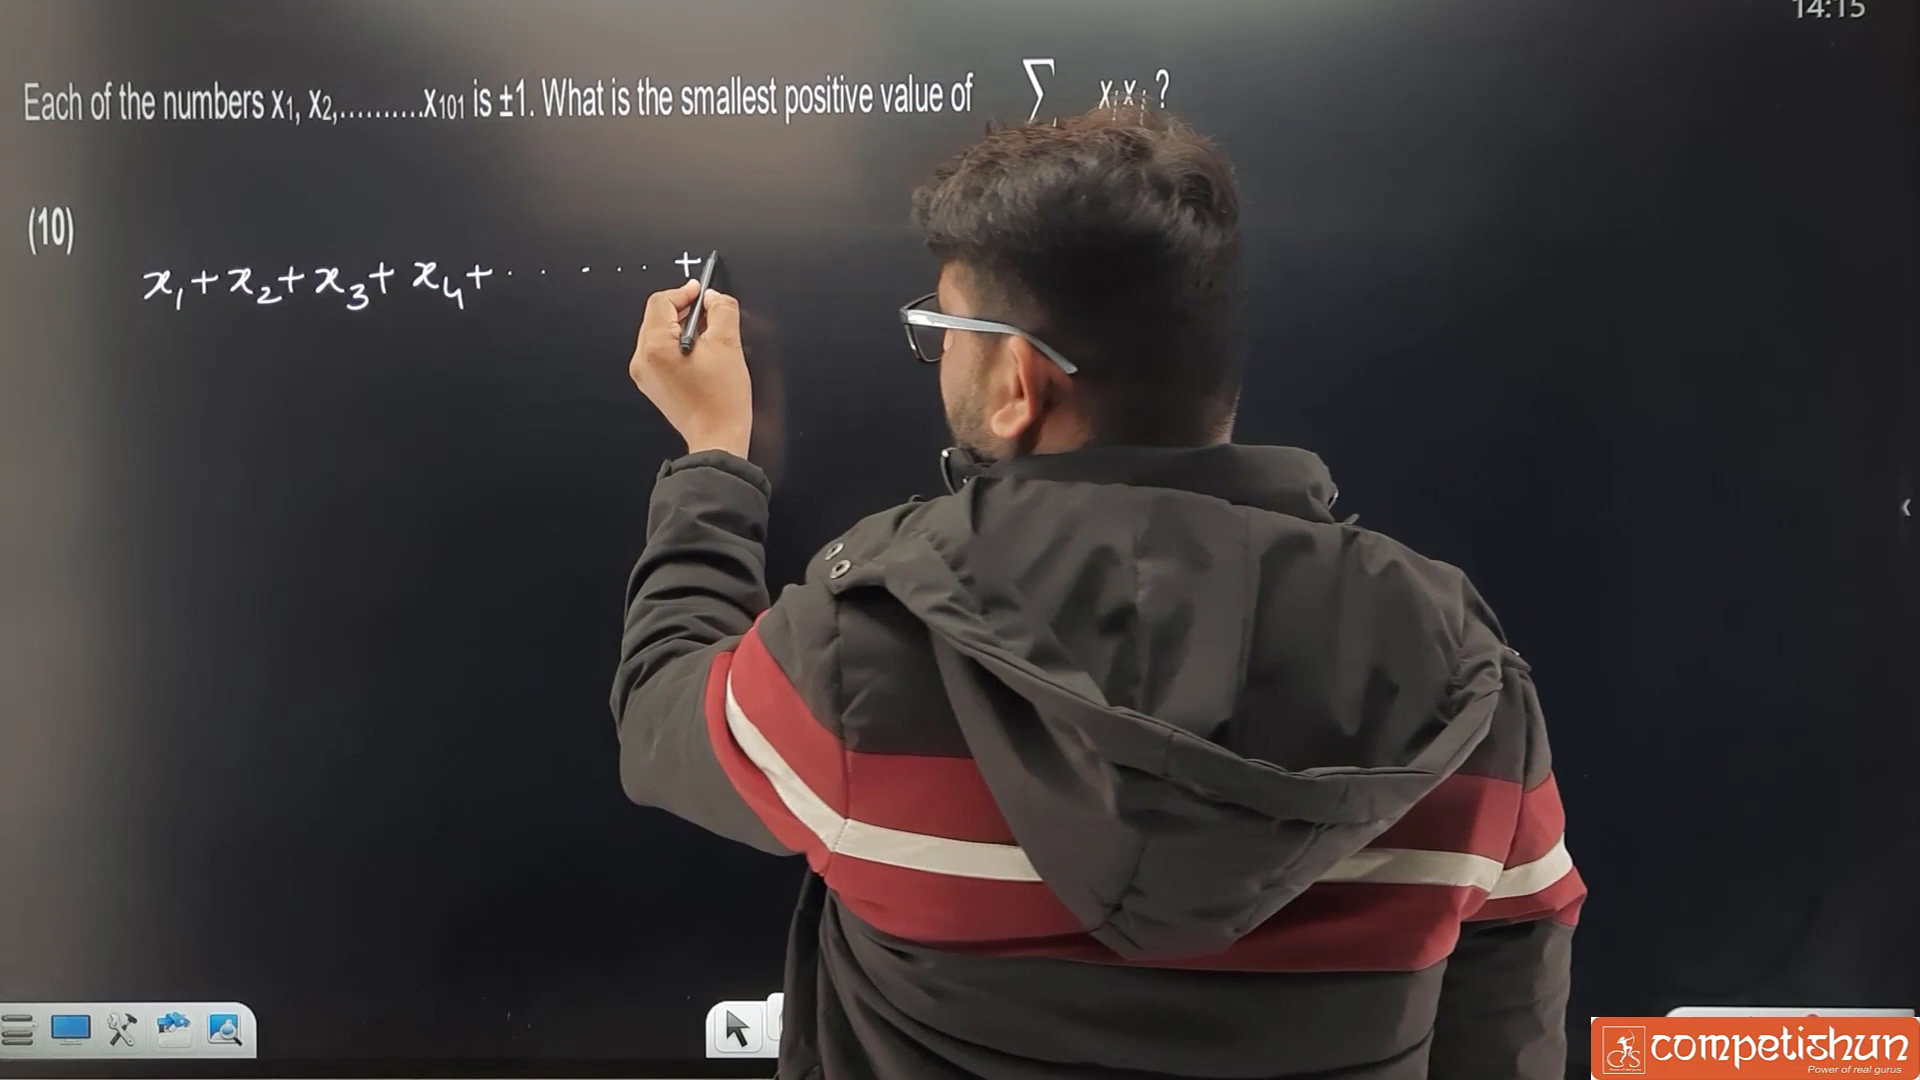 14:15
Each of the numbers x₁, x₂,..........x₁₀₁ is ±1. What is the smallest positive value of ∑ xᵢxⱼ ?
(10)
x₁ + x₂ + x₃ + x₄ + · · · · · +
competishun
Power of real gurus